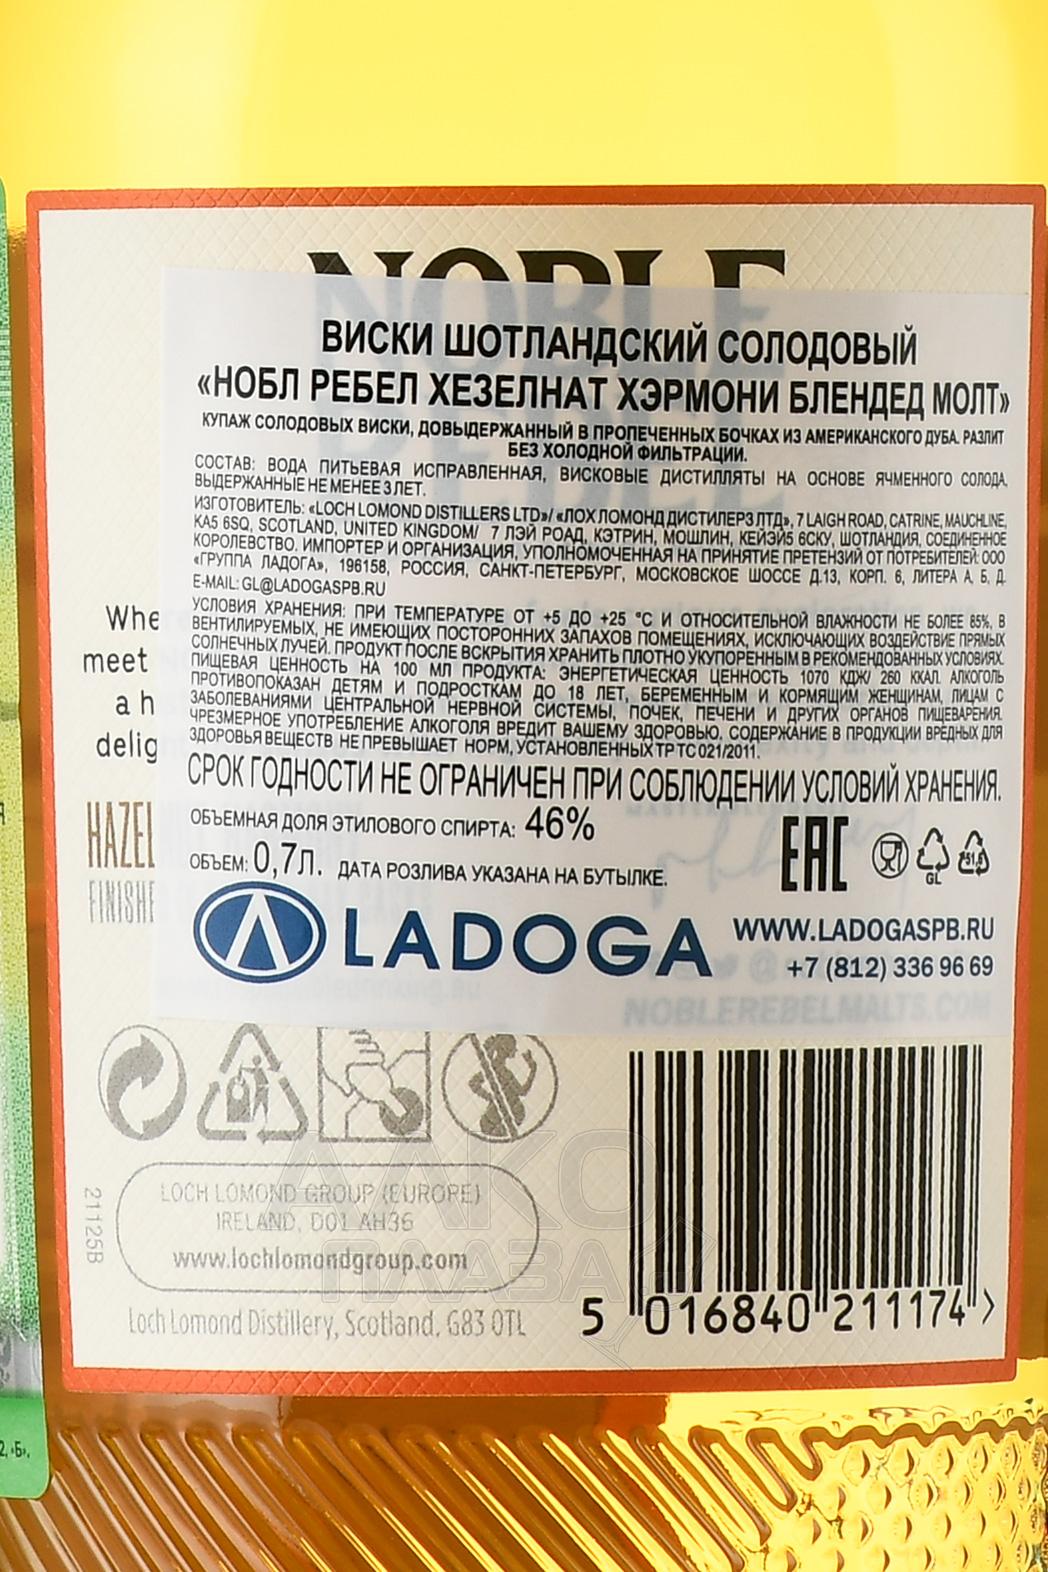 NOBLE
ВИСКИ ШОТЛАНДСКИЙ СОЛОДОВЫЙ
«НОБЛ РЕБЕЛ ХЕЗЕЛНАТ ХЭРМОНИ БЛЕНДЕД МОЛТ»
КУПАЖ СОЛОДОВЫХ ВИСКИ, ДОВЫДЕРЖАННЫЙ В ПРОПЕЧЕННЫХ БОЧКАХ ИЗ АМЕРИКАНСКОГО ДУБА. РАЗЛИТ
БЕЗ ХОЛОДНОЙ ФИЛЬТРАЦИИ.
СОСТАВ: ВОДА ПИТЬЕВАЯ ИСПРАВЛЕННАЯ, ВИСКОВЫЕ ДИСТИЛЛЯТЫ НА ОСНОВЕ ЯЧМЕННОГО СОЛОДА,
ВЫДЕРЖАННЫЕ НЕ МЕНЕЕ 3 ЛЕТ.
ИЗГОТОВИТЕЛЬ: «LOCH LOMOND DISTILLERS LTD»/ «ЛОХ ЛОМОНД ДИСТИЛЕРЗ ЛТД», 7 LAIGH ROAD, CATRINE, MAUCHLINE,
KA5 6SQ, SCOTLAND, UNITED KINGDOM/ 7 ЛЭЙ РОАД, КЭТРИН, МОШЛИН, КЕЙЭЙ5 6СКУ, ШОТЛАНДИЯ, СОЕДИНЕННОЕ
КОРОЛЕВСТВО. ИМПОРТЕР И ОРГАНИЗАЦИЯ, УПОЛНОМОЧЕННАЯ НА ПРИНЯТИЕ ПРЕТЕНЗИЙ ОТ ПОТРЕБИТЕЛЕЙ: ООО
«ГРУППА ЛАДОГА», 196158, РОССИЯ, САНКТ-ПЕТЕРБУРГ, МОСКОВСКОЕ ШОССЕ Д.13, КОРП. 6, ЛИТЕРА А, Б, Д.
E-MAIL: GL@LADOGASPB.RU
УСЛОВИЯ ХРАНЕНИЯ: ПРИ ТЕМПЕРАТУРЕ ОТ +5 ДО +25 °C И ОТНОСИТЕЛЬНОЙ ВЛАЖНОСТИ НЕ БОЛЕЕ 85%, В
ВЕНТИЛИРУЕМЫХ, НЕ ИМЕЮЩИХ ПОСТОРОННИХ ЗАПАХОВ ПОМЕЩЕНИЯХ, ИСКЛЮЧАЮЩИХ ВОЗДЕЙСТВИЕ ПРЯМЫХ
СОЛНЕЧНЫХ ЛУЧЕЙ. ПРОДУКТ ПОСЛЕ ВСКРЫТИЯ ХРАНИТЬ ПЛОТНО УКУПОРЕННЫМ В РЕКОМЕНДОВАННЫХ УСЛОВИЯХ.
ПИЩЕВАЯ ЦЕННОСТЬ НА 100 МЛ ПРОДУКТА: ЭНЕРГЕТИЧЕСКАЯ ЦЕННОСТЬ 1070 КДЖ/ 260 ККАЛ. АЛКОГОЛЬ
ПРОТИВОПОКАЗАН ДЕТЯМ И ПОДРОСТКАМ ДО 18 ЛЕТ, БЕРЕМЕННЫМ И КОРМЯЩИМ ЖЕНЩИНАМ, ЛИЦАМ С
ЗАБОЛЕВАНИЯМИ ЦЕНТРАЛЬНОЙ НЕРВНОЙ СИСТЕМЫ, ПОЧЕК, ПЕЧЕНИ И ДРУГИХ ОРГАНОВ ПИЩЕВАРЕНИЯ.
ЧРЕЗМЕРНОЕ УПОТРЕБЛЕНИЕ АЛКОГОЛЯ ВРЕДИТ ВАШЕМУ ЗДОРОВЬЮ. СОДЕРЖАНИЕ В ПРОДУКЦИИ ВРЕДНЫХ ДЛЯ
ЗДОРОВЬЯ ВЕЩЕСТВ НЕ ПРЕВЫШАЕТ НОРМ, УСТАНОВЛЕННЫХ ТР ТС 021/2011.
СРОК ГОДНОСТИ НЕ ОГРАНИЧЕН ПРИ СОБЛЮДЕНИИ УСЛОВИЙ ХРАНЕНИЯ.
ОБЪЕМНАЯ ДОЛЯ ЭТИЛОВОГО СПИРТА: 46%
ОБЪЕМ: 0,7л. ДАТА РОЗЛИВА УКАЗАНА НА БУТЫЛКЕ.
EAC
GL
LADOGA
WWW.LADOGASPB.RU
+7 (812) 336 96 69
NOBLEREBELMALTS.COM
Whe
meet
a h
delig
HAZEL
FINISHE
21125B
LOCH LOMOND GROUP (EUROPE)
IRELAND, D01 AH36
www.lochlomondgroup.com
Loch Lomond Distillery, Scotland, G83 0TL
5 016840 211174 >
АЛКО
ПЛАЗА
2, «Б»,